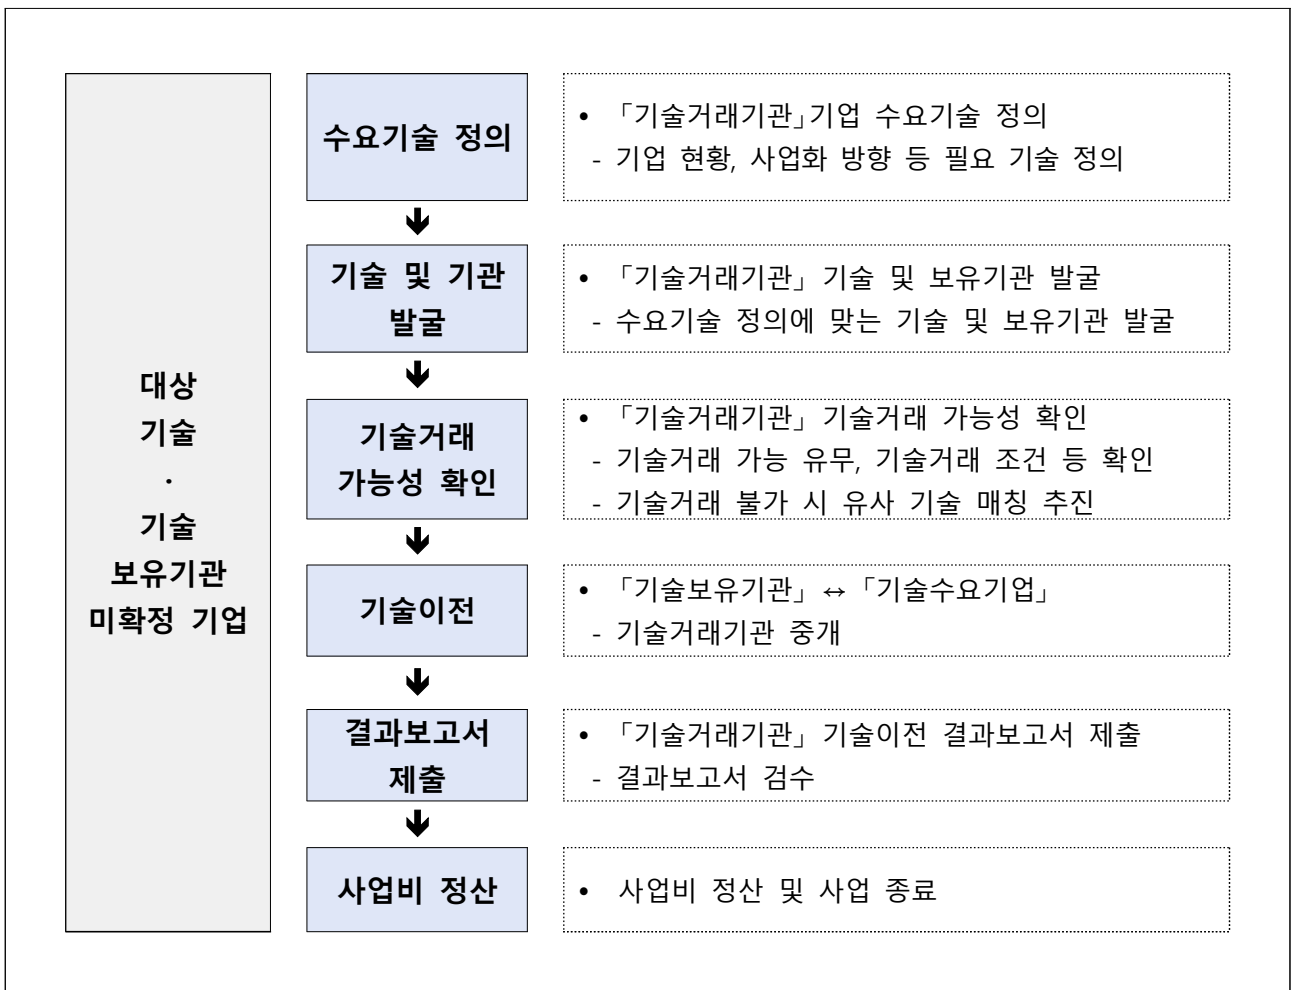 대상
기술
·
기술
보유기관
미확정 기업
수요기술 정의
• 「기술거래기관」기업 수요기술 정의
- 기업 현황, 사업화 방향 등 필요 기술 정의
기술 및 기관
발굴
• 「기술거래기관」 기술 및 보유기관 발굴
- 수요기술 정의에 맞는 기술 및 보유기관 발굴
기술거래
가능성 확인
• 「기술거래기관」 기술거래 가능성 확인
- 기술거래 가능 유무, 기술거래 조건 등 확인
- 기술거래 불가 시 유사 기술 매칭 추진
기술이전
• 「기술보유기관」 ↔ 「기술수요기업」
- 기술거래기관 중개
결과보고서
제출
• 「기술거래기관」 기술이전 결과보고서 제출
- 결과보고서 검수
사업비 정산
• 사업비 정산 및 사업 종료